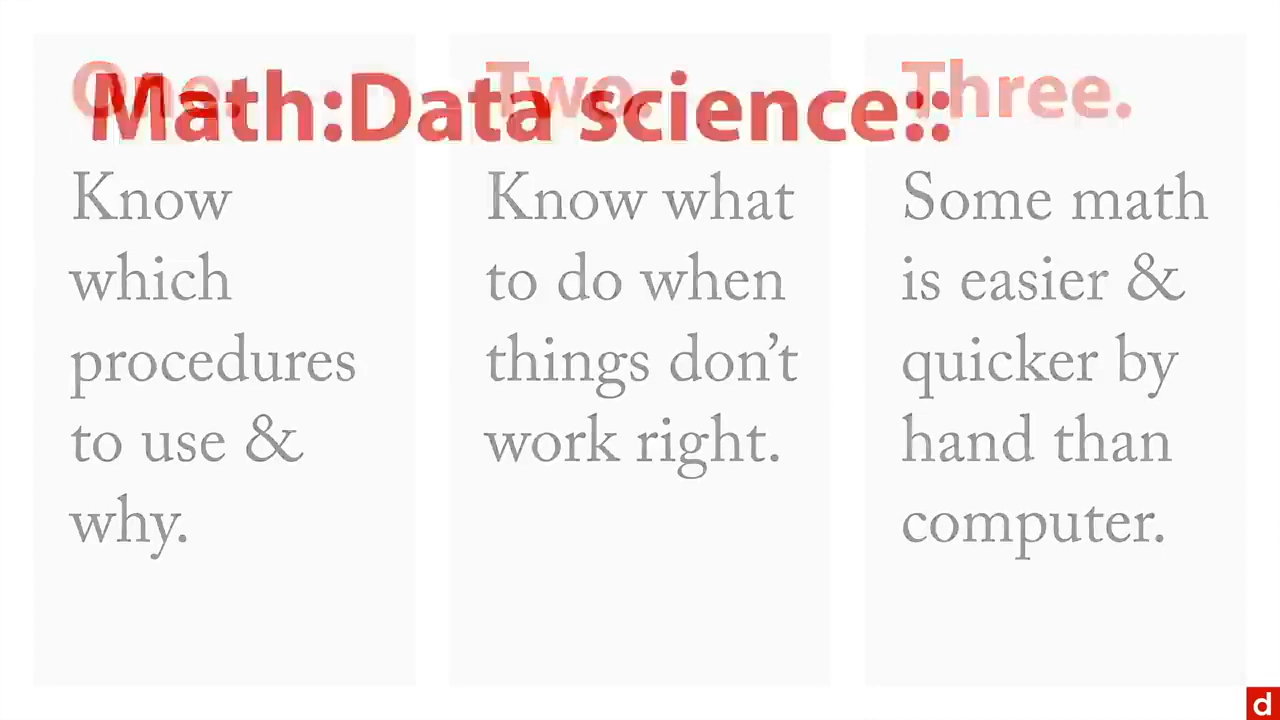 Math:Data science::
One.
Know
which
procedures
to use &
why.
Two.
Know what
to do when
things don’t
work right.
Three.
Some math
is easier &
quicker by
hand than
computer.
d